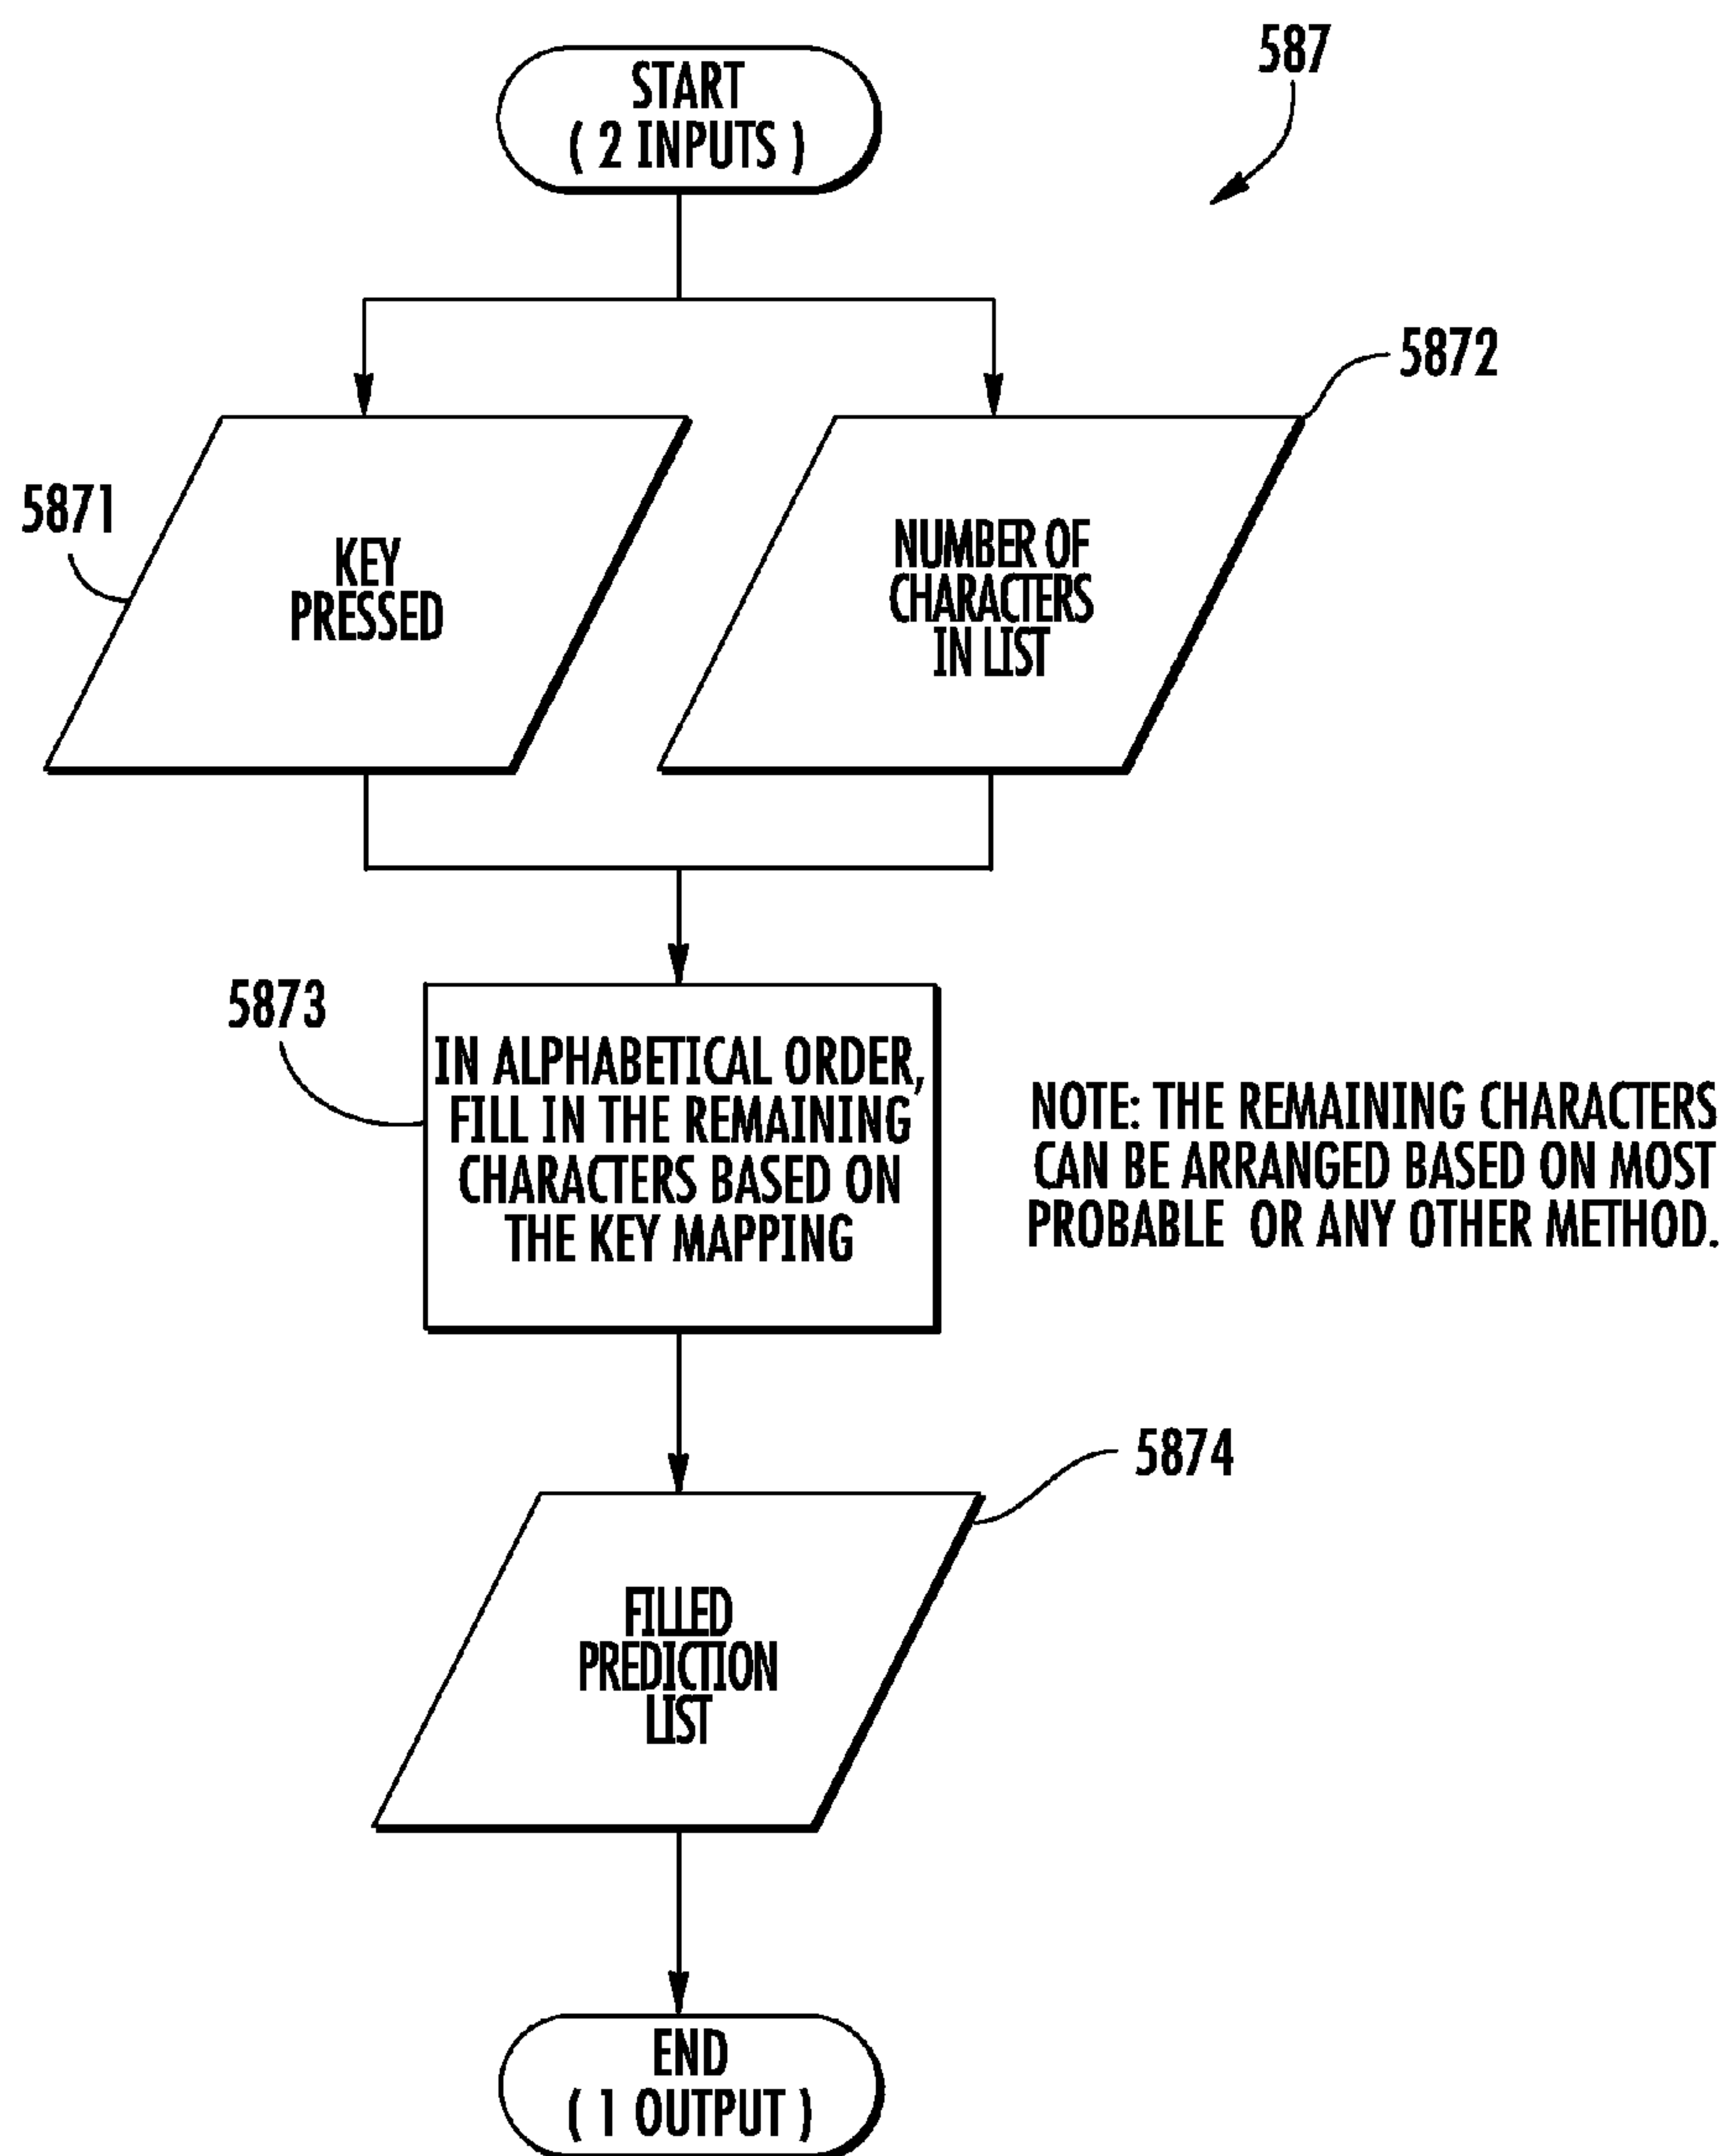 587
START
( 2 INPUTS )
5872
5871
KEY
PRESSED
NUMBER OF
CHARACTERS
IN LIST
5873
IN ALPHABETICAL ORDER,
FILL IN THE REMAINING
CHARACTERS BASED ON
THE KEY MAPPING
NOTE: THE REMAINING CHARACTERS
CAN BE ARRANGED BASED ON MOST
PROBABLE OR ANY OTHER METHOD.
5874
FILLED
PREDICTION
LIST
END
( 1 OUTPUT )